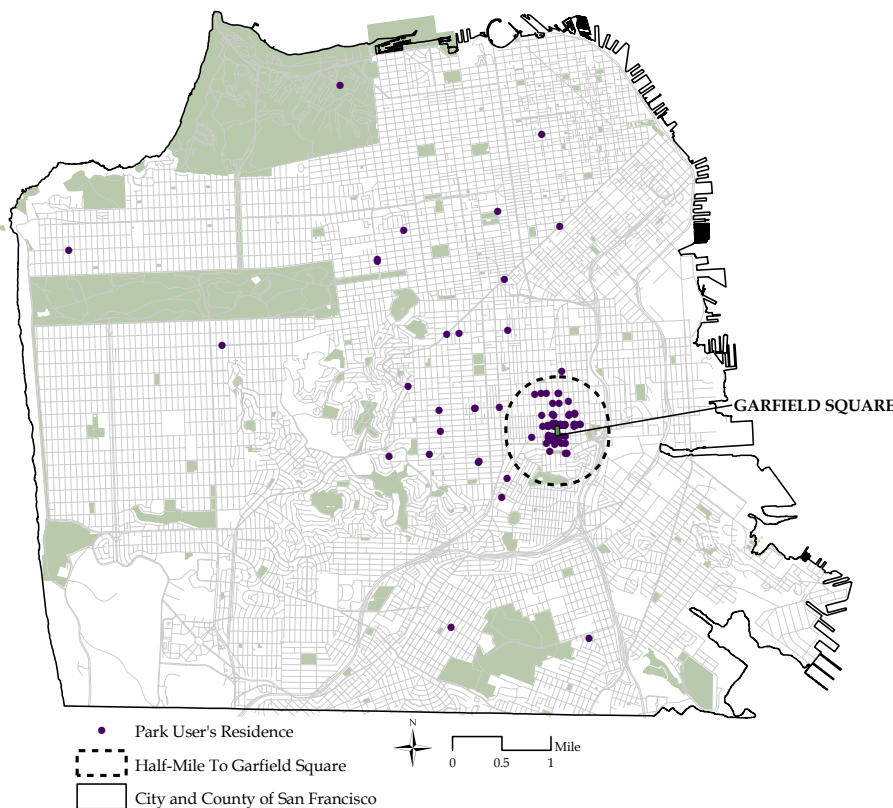 GARFIELD SQUARE
Park User's Residence
Half-Mile To Garfield Square
City and County of San Francisco
N
Mile
0 0.5 1